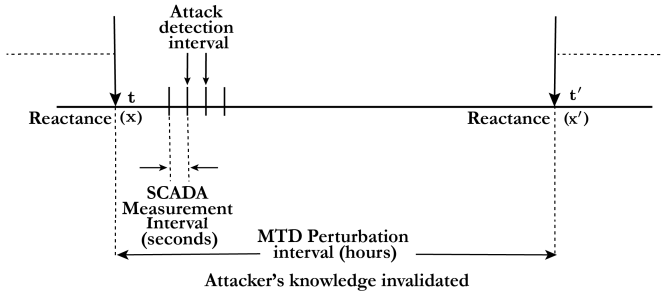 Attack
detection
interval
t
t′
Reactance (x)
Reactance (x′)
SCADA
Measurement
Interval
(seconds)
MTD Perturbation
interval (hours)
Attacker's knowledge invalidated